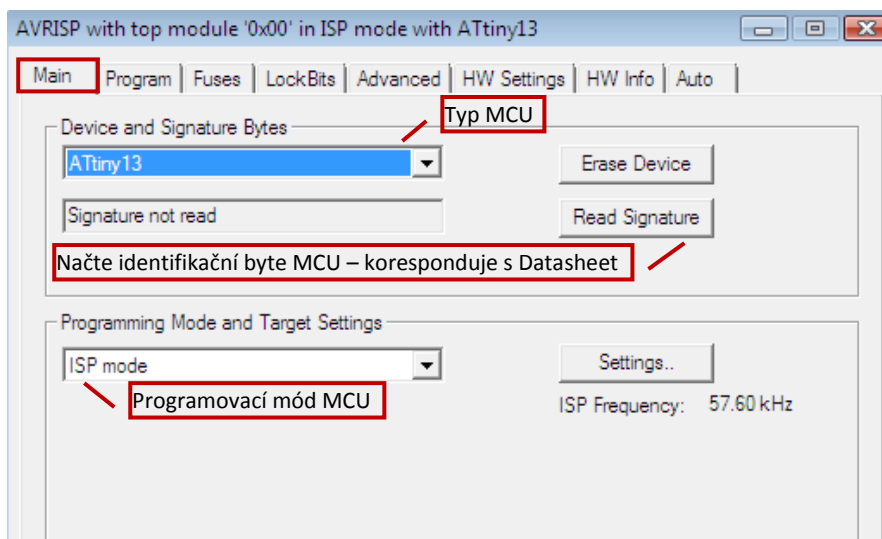 AVRISP with top module '0x00' in ISP mode with ATtiny13
Main Program Fuses LockBits Advanced HW Settings HW Info Auto
Typ MCU
Device and Signature Bytes
ATtiny13 Erase Device
Signature not read Read Signature
Načte identifikační byte MCU – koresponduje s Datasheet
Programming Mode and Target Settings
ISP mode Settings..
Programovací mód MCU
ISP Frequency: 57.60 kHz